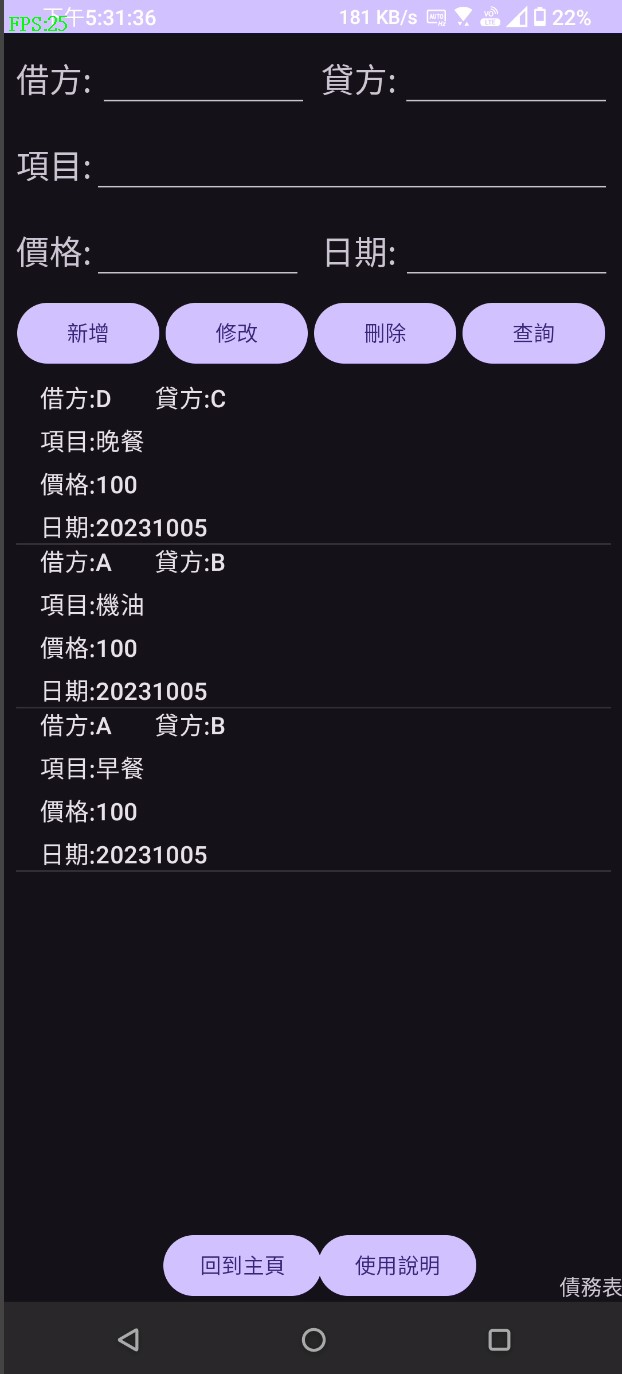 下午5:31:36 181 KB/s 22%
FPS:25
借方: 貸方:
項目:
價格: 日期:
新增 修改 刪除 查詢
借方:D 貸方:C
項目:晚餐
價格:100
日期:20231005
借方:A 貸方:B
項目:機油
價格:100
日期:20231005
借方:A 貸方:B
項目:早餐
價格:100
日期:20231005
回到主頁 使用說明
債務表